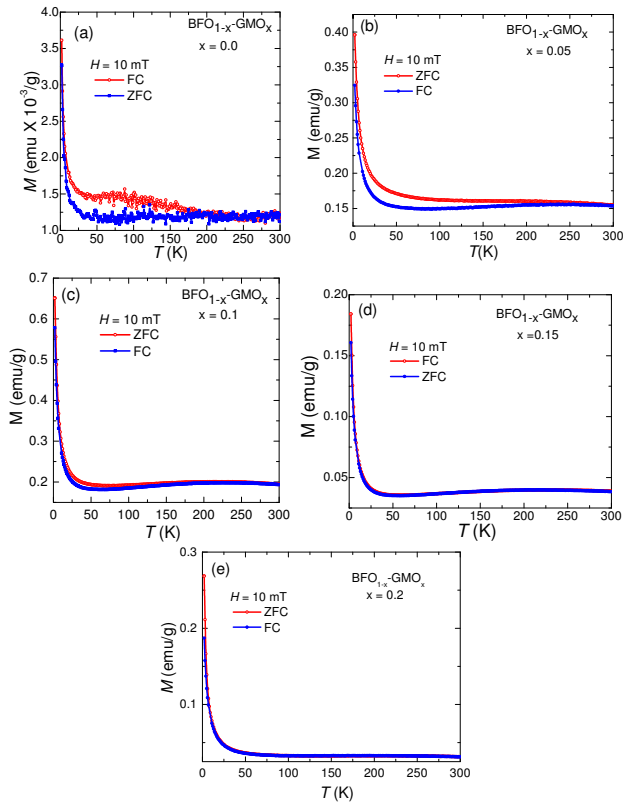 (a)
BFO1-x-GMOx
x = 0.0
H = 10 mT
FC
ZFC
M (emu X 10⁻³/g)
4.0
3.5
3.0
2.5
2.0
1.5
1.0
0 50 100 150 200 250 300
T (K)
(b)
BFO1-x-GMOx
x = 0.05
H = 10 mT
ZFC
FC
M (emu/g)
0.40
0.35
0.30
0.25
0.20
0.15
0 50 100 150 200 250 300
T(K)
(c)
BFO1-x-GMOx
x = 0.1
H = 10 mT
ZFC
FC
M (emu/g)
0.7
0.6
0.5
0.4
0.3
0.2
0 50 100 150 200 250 300
T (K)
(d)
BFO1-x-GMOx
x =0.15
H = 10 mT
FC
ZFC
M (emu/g)
0.20
0.15
0.10
0.05
0 50 100 150 200 250 300
T (K)
(e)
BFO1-x-GMOx
x = 0.2
H = 10 mT
ZFC
FC
M (emu/g)
0.3
0.2
0.1
0 50 100 150 200 250 300
T (K)